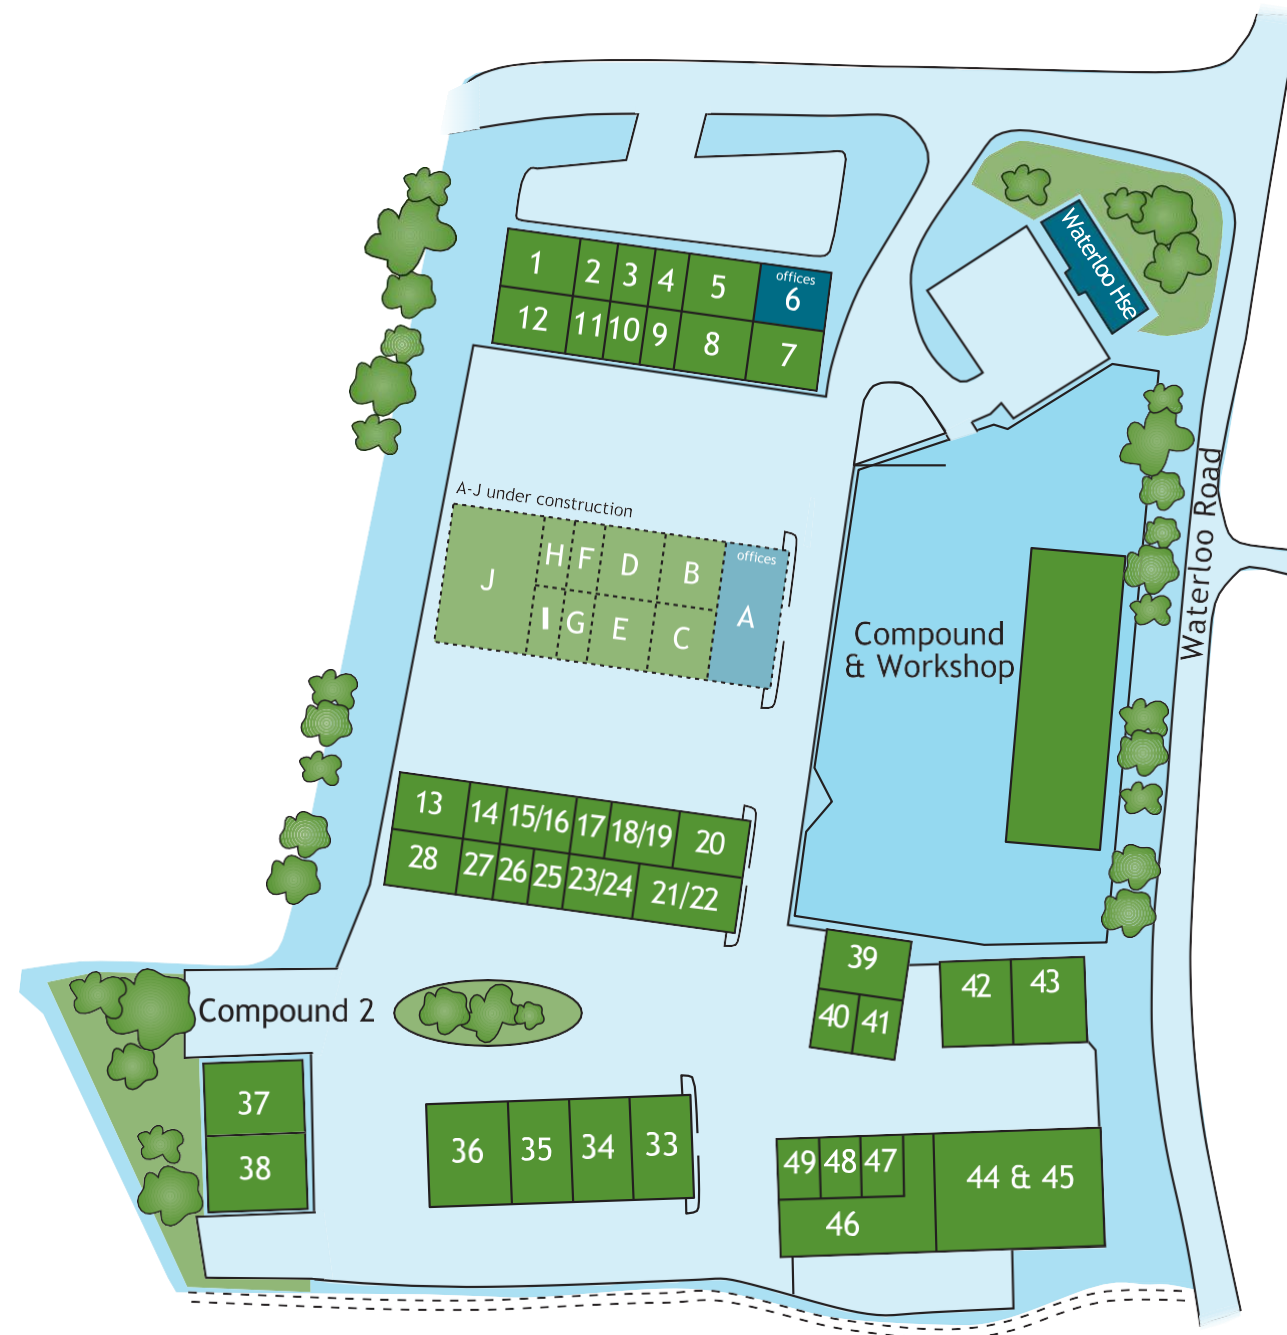 Waterloo Hse
1 2 3 4 5 offices
6
12 11 10 9 8 7
A-J under construction
H F D B offices
J
I G E C A
Compound
& Workshop
Waterloo Road
13 14 15/16 17 18/19 20
28 27 26 25 23/24 21/22
39
40 41
42 43
Compound 2
37
38
36 35 34 33
49 48 47
46
44 & 45